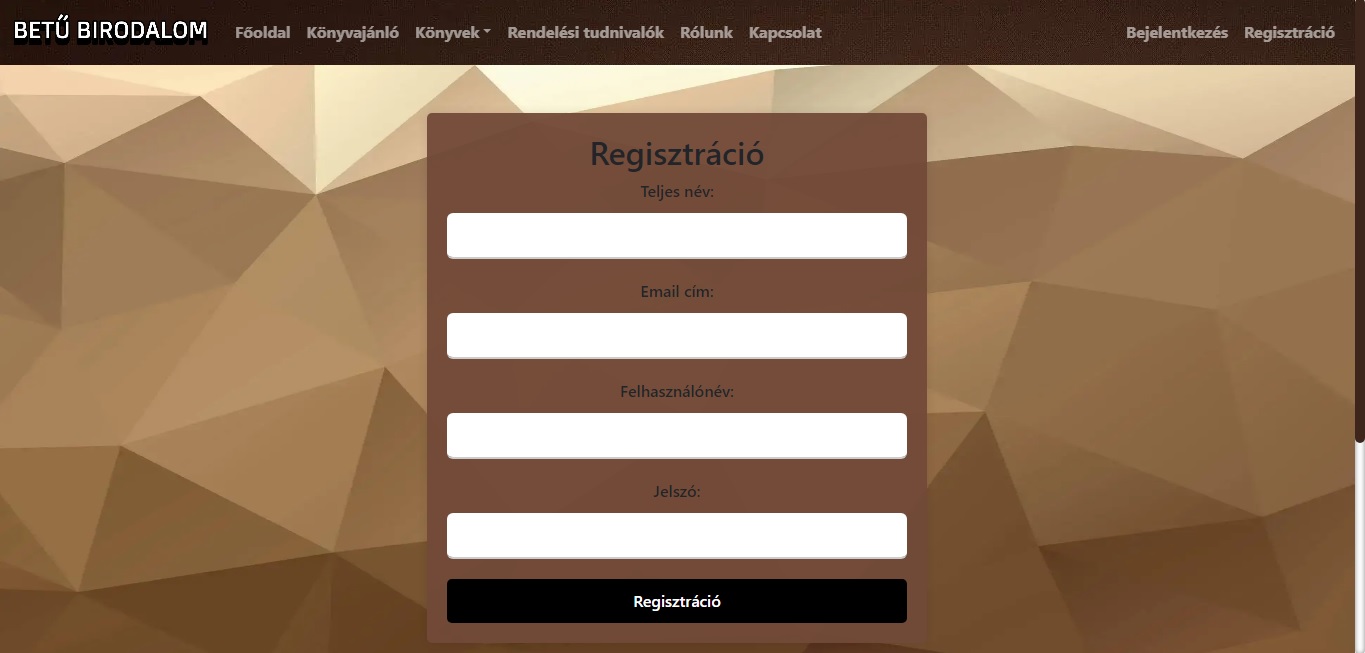 BETŰ BIRODALOM Főoldal Könyvajánló Könyvek Rendelési tudnivalók Rólunk Kapcsolat Bejelentkezés Regisztráció
Regisztráció
Teljes név:
Email cím:
Felhasználónév:
Jelszó:
Regisztráció